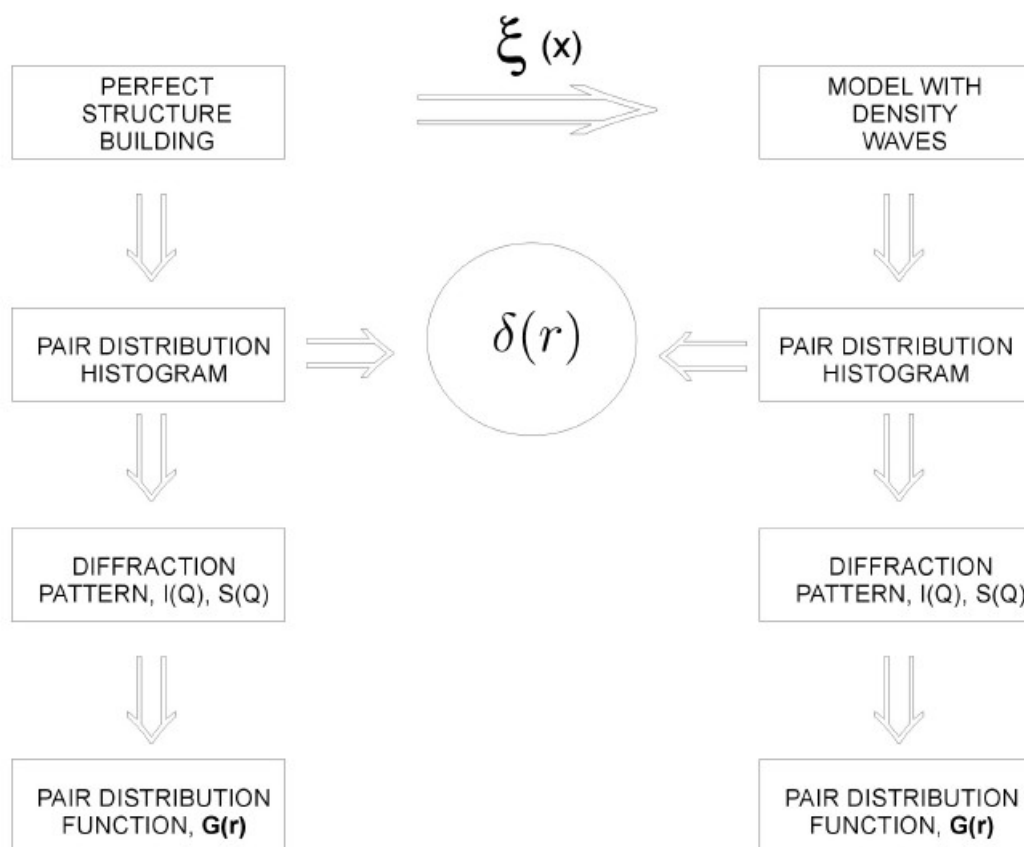 ξ (x)
PERFECT
STRUCTURE
BUILDING
MODEL WITH
DENSITY
WAVES
PAIR DISTRIBUTION
HISTOGRAM
δ(r)
PAIR DISTRIBUTION
HISTOGRAM
DIFFRACTION
PATTERN, I(Q), S(Q)
DIFFRACTION
PATTERN, I(Q), S(Q)
PAIR DISTRIBUTION
FUNCTION, G(r)
PAIR DISTRIBUTION
FUNCTION, G(r)